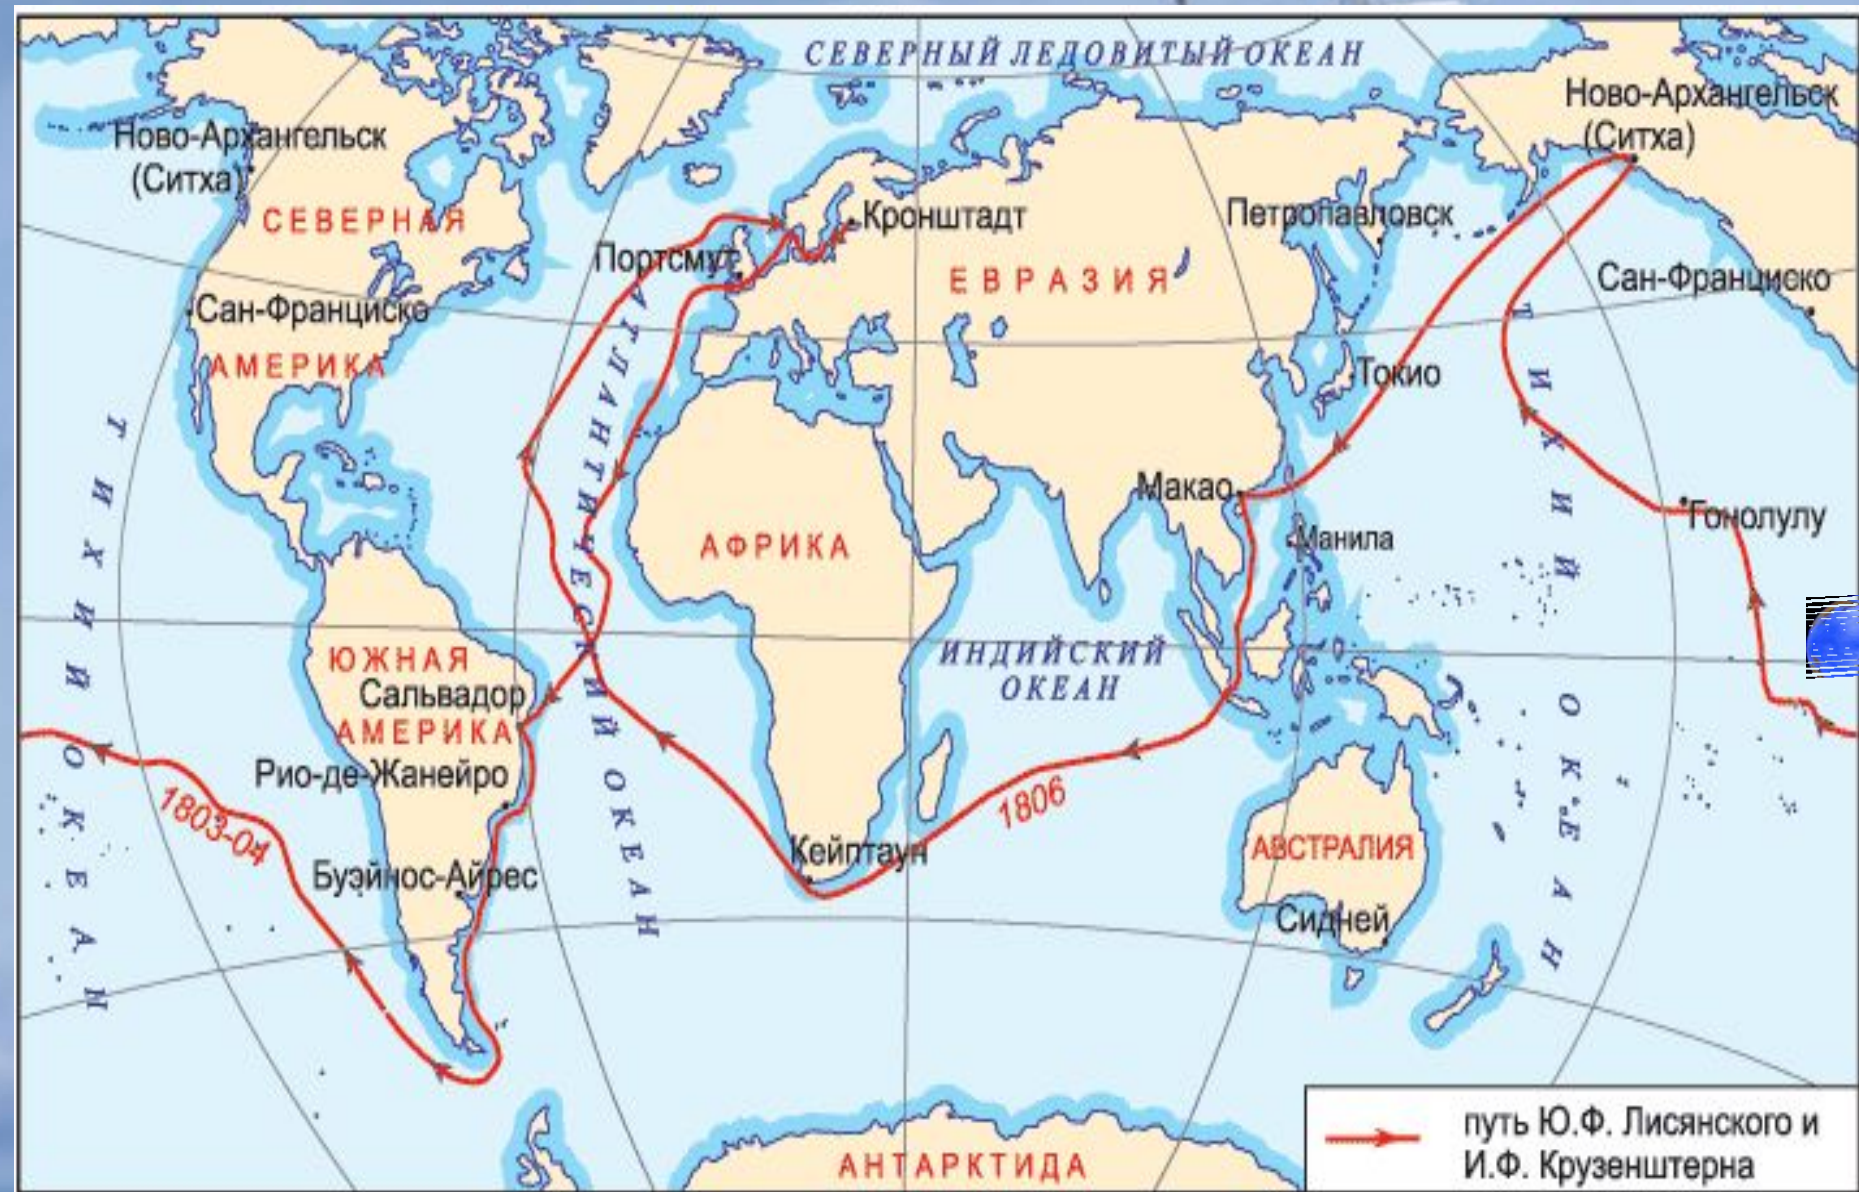 СЕВЕРНЫЙ ЛЕДОВИТЫЙ ОКЕАН
Ново-Архангельск
(Ситха)
Ново-Архангельск
(Ситха)
СЕВЕРНАЯ
АМЕРИКА
Кронштадт
Петропавловск
Портсмут
ЕВРАЗИЯ
Сан-Франциско
Сан-Франциско
Токио
Макао
Гонолулу
Манила
АФРИКА
ИНДИЙСКИЙ
ОКЕАН
ЮЖНАЯ
АМЕРИКА
Сальвадор
Рио-де-Жанейро
1803-04
1806
Буэйнос-Айрес
Кейптаун
АВСТРАЛИЯ
Сидней
ТИХИЙ ОКЕАН
АТЛАНТИЧЕСКИЙ ОКЕАН
ТИХИЙ ОКЕАН
АНТАРКТИДА
путь Ю.Ф. Лисянского и
И.Ф. Крузенштерна